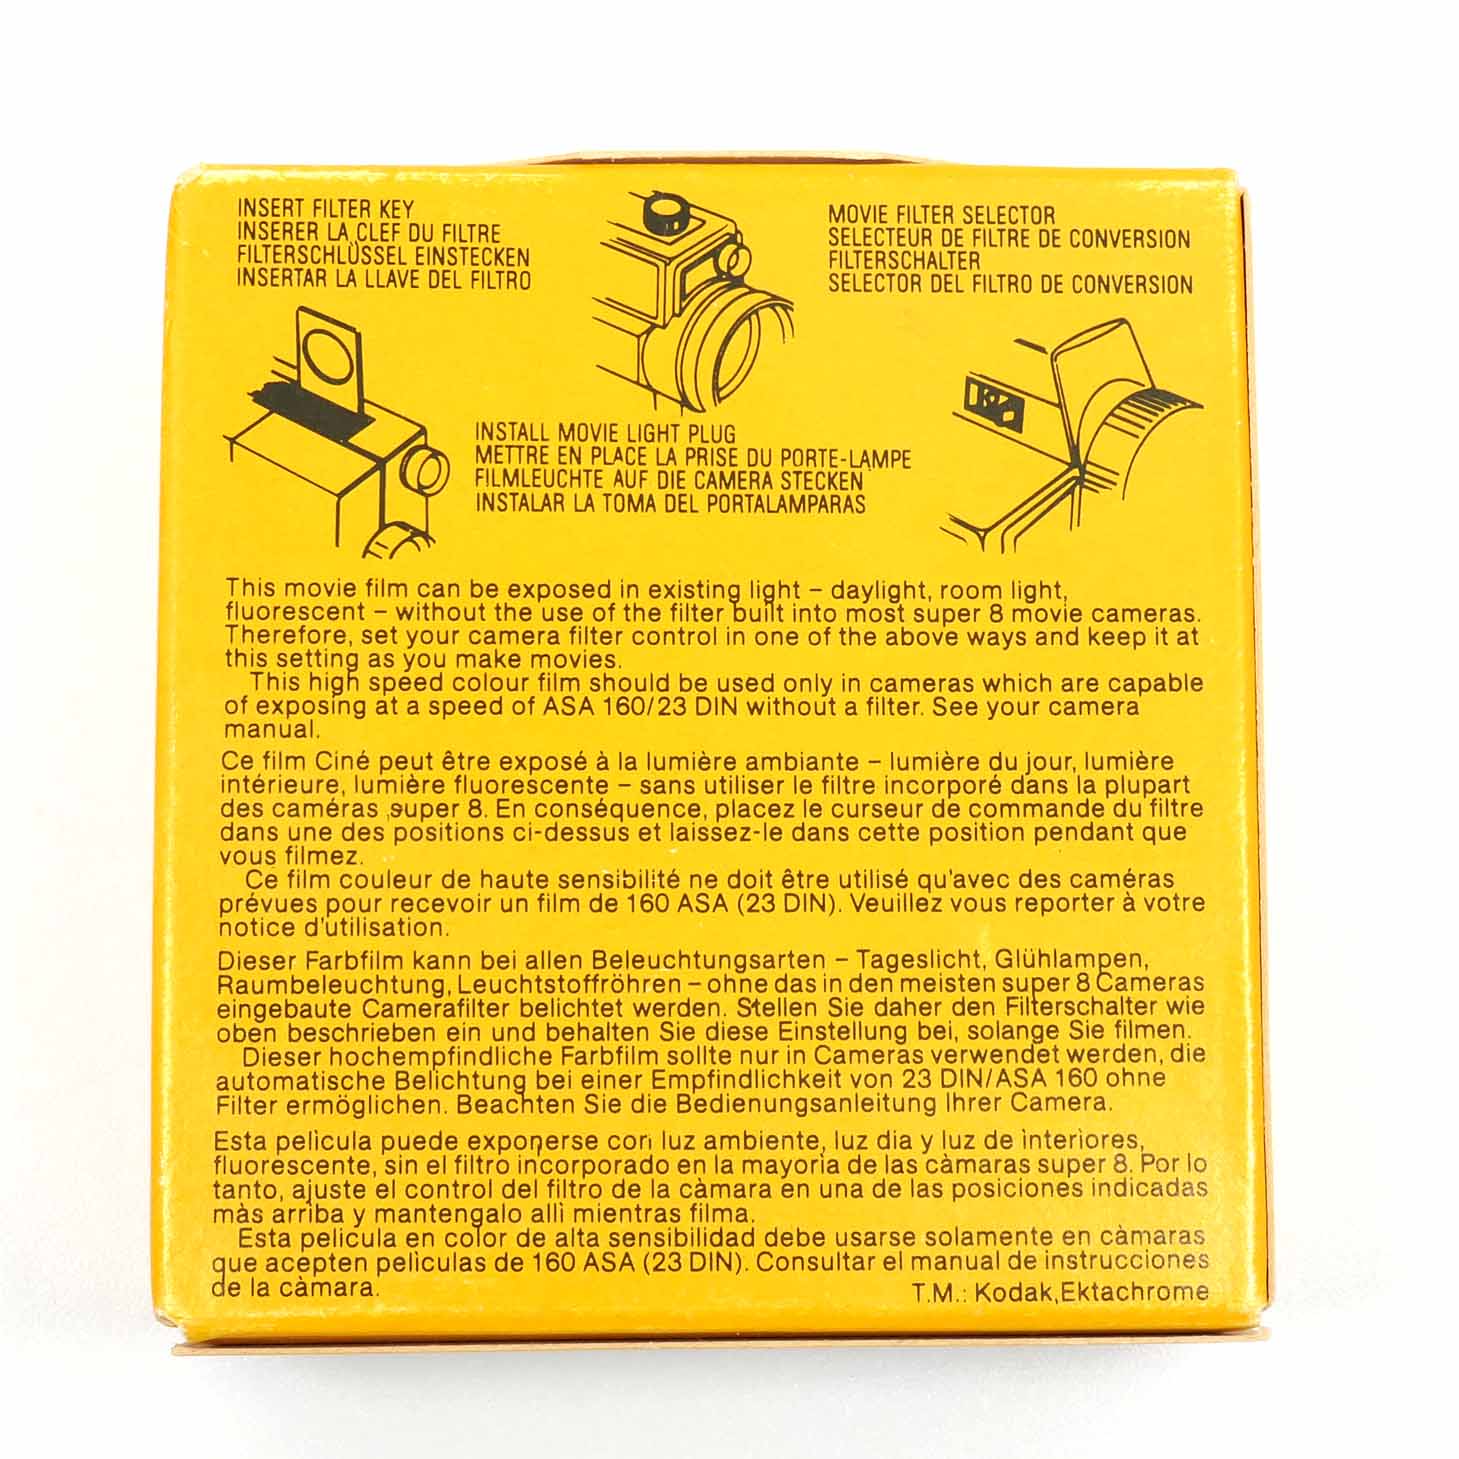 INSERT FILTER KEY
INSERER LA CLEF DU FILTRE
FILTERSCHLÜSSEL EINSTECKEN
INSERTAR LA LLAVE DEL FILTRO
MOVIE FILTER SELECTOR
SELECTEUR DE FILTRE DE CONVERSION
FILTERSCHALTER
SELECTOR DEL FILTRO DE CONVERSION
INSTALL MOVIE LIGHT PLUG
METTRE EN PLACE LA PRISE DU PORTE-LAMPE
FILMLEUCHTE AUF DIE CAMERA STECKEN
INSTALAR LA TOMA DEL PORTALAMPARAS
This movie film can be exposed in existing light – daylight, room light,
fluorescent – without the use of the filter built into most super 8 movie cameras.
Therefore, set your camera filter control in one of the above ways and keep it at
this setting as you make movies.
This high speed colour film should be used only in cameras which are capable
of exposing at a speed of ASA 160/23 DIN without a filter. See your camera
manual.
Ce film Ciné peut être exposé à la lumière ambiante – lumière du jour, lumière
intérieure, lumière fluorescente – sans utiliser le filtre incorporé dans la plupart
des caméras super 8. En conséquence, placez le curseur de commande du filtre
dans une des positions ci-dessus et laissez-le dans cette position pendant que
vous filmez.
Ce film couleur de haute sensibilité ne doit être utilisé qu'avec des caméras
prévues pour recevoir un film de 160 ASA (23 DIN). Veuillez vous reporter à votre
notice d'utilisation.
Dieser Farbfilm kann bei allen Beleuchtungsarten – Tageslicht, Glühlampen,
Raumbeleuchtung, Leuchtstoffröhren – ohne das in den meisten super 8 Cameras
eingebaute Camerafilter belichtet werden. Stellen Sie daher den Filterschalter wie
oben beschrieben ein und behalten Sie diese Einstellung bei, solange Sie filmen.
Dieser hochempfindliche Farbfilm sollte nur in Cameras verwendet werden, die
automatische Belichtung bei einer Empfindlichkeit von 23 DIN/ASA 160 ohne
Filter ermöglichen. Beachten Sie die Bedienungsanleitung Ihrer Camera.
Esta pelìcula puede exponerse con luz ambiente, luz dia y luz de ìnteriores,
fluorescente, sin el filtro incorporado en la mayorìa de las càmaras super 8. Por lo
tanto, ajuste el control del filtro de la càmara en una de las posiciones indicadas
màs arrìba y mantengalo allì mientras filma.
Esta pelicula en color de alta sensibilidad debe usarse solamente en càmaras
que acepten pelìculas de 160 ASA (23 DIN). Consultar el manual de instrucciones
de la càmara.
T.M.: Kodak,Ektachrome